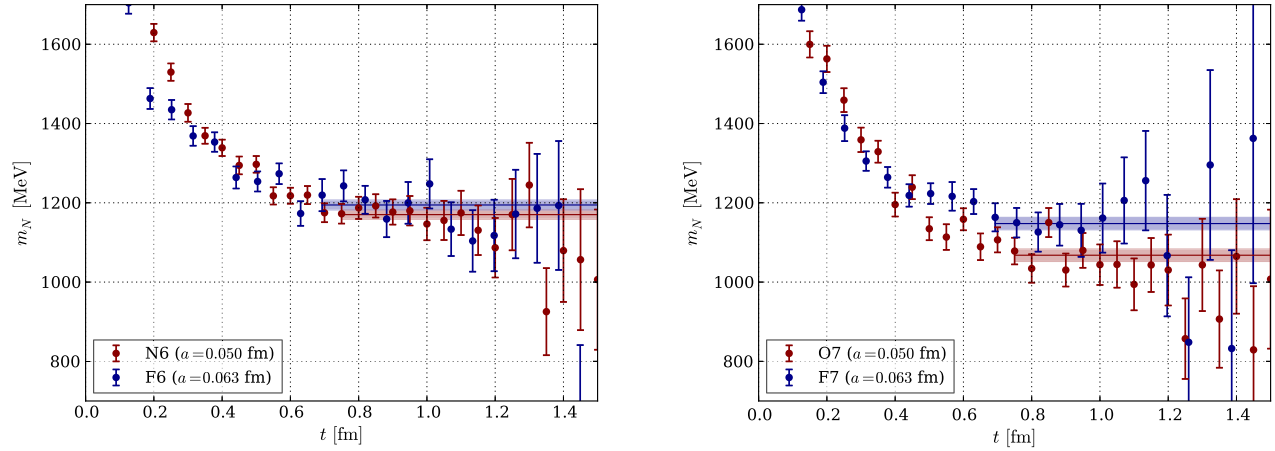 1600
1400
1200
1000
800
m_N [MeV]
N6 (a=0.050 fm)
F6 (a=0.063 fm)
0.0 0.2 0.4 0.6 0.8 1.0 1.2 1.4
t [fm]
1600
1400
1200
1000
800
m_N [MeV]
O7 (a=0.050 fm)
F7 (a=0.063 fm)
0.0 0.2 0.4 0.6 0.8 1.0 1.2 1.4
t [fm]